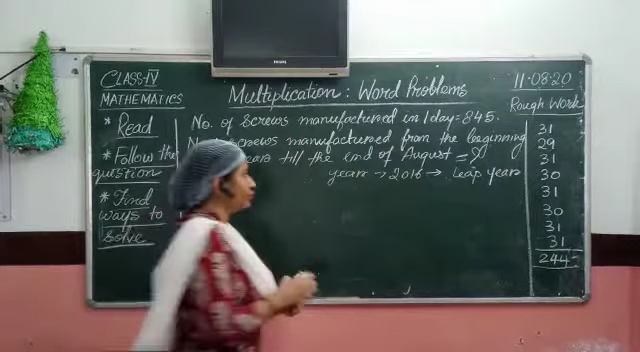 PHILIPS
CLASS-IV
MATHEMATICS
* Read
* Follow the
question
* Find
ways to
solve
Multiplication : Word Problems
No. of screws manufactured in 1 day = 845.
screws manufactured from the beginning
till the end of August = ?
year → 2016 → leap year
11.08.20
Rough Work
31
29
31
30
31
30
31
31
244